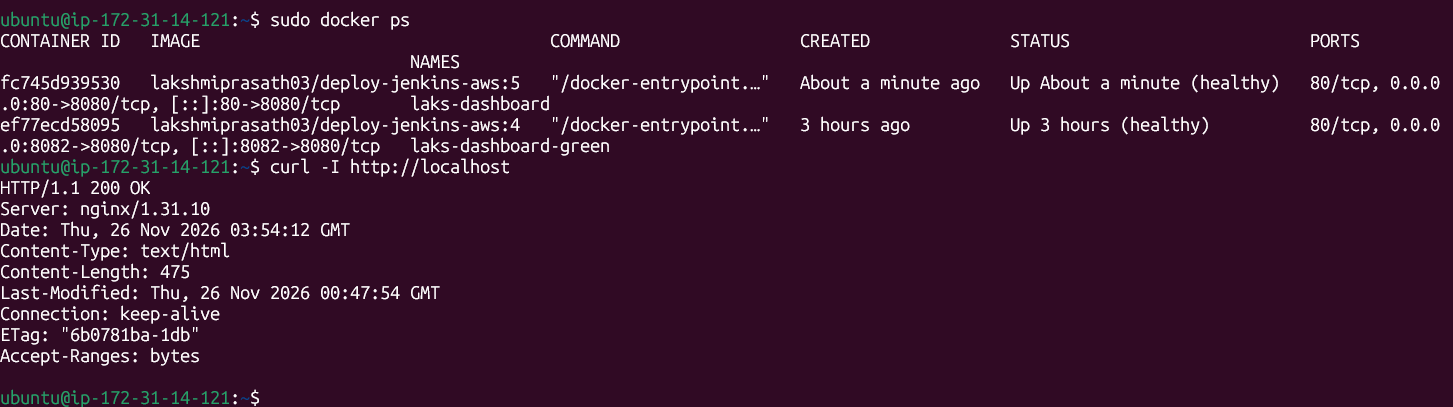 ubuntu@ip-172-31-14-121:~$ sudo docker ps
CONTAINER ID   IMAGE                                   COMMAND                  CREATED              STATUS                        PORTS
                                         NAMES
fc745d939530   lakshmiprasath03/deploy-jenkins-aws:5   "/docker-entrypoint.…"   About a minute ago   Up About a minute (healthy)   80/tcp, 0.0.0
.0:80->8080/tcp, [::]:80->8080/tcp       laks-dashboard
ef77ecd58095   lakshmiprasath03/deploy-jenkins-aws:4   "/docker-entrypoint.…"   3 hours ago          Up 3 hours (healthy)          80/tcp, 0.0.0
.0:8082->8080/tcp, [::]:8082->8080/tcp   laks-dashboard-green
ubuntu@ip-172-31-14-121:~$ curl -I http://localhost
HTTP/1.1 200 OK
Server: nginx/1.31.10
Date: Thu, 26 Nov 2026 03:54:12 GMT
Content-Type: text/html
Content-Length: 475
Last-Modified: Thu, 26 Nov 2026 00:47:54 GMT
Connection: keep-alive
ETag: "6b0781ba-1db"
Accept-Ranges: bytes

ubuntu@ip-172-31-14-121:~$